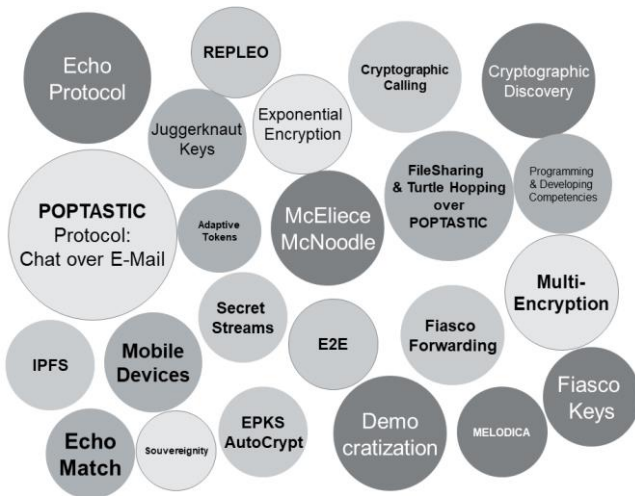 Echo
Protocol
REPLEO
Cryptographic
Calling
Cryptographic
Discovery
Juggerknaut
Keys
Exponential
Encryption
FileSharing
& Turtle Hopping
over
POPTASTIC
Programming
& Developing
Competencies
POPTASTIC
Protocol:
Chat over E-Mail
Adaptive
Tokens
McEliece
McNoodle
Multi-
Encryption
Secret
Streams
E2E
Fiasco
Forwarding
IPFS
Mobile
Devices
Fiasco
Keys
Echo
Match
Souvereignity
EPKS
AutoCrypt
Demo
cratization
MELODICA